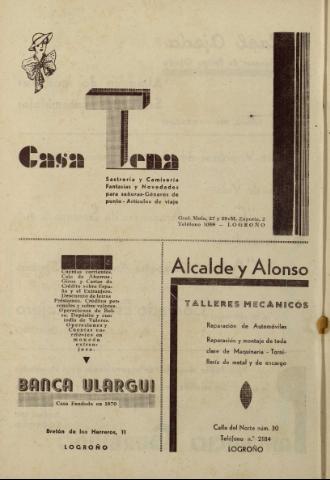 Casa Tena
Sastrería y Camisería
Fantasías y Novedades
para señoras-Géneros de
punto - Artículos de viaje
Gral. Mola, 27 y 29=M. Zaporta, 2
Teléfono 1098 - LOGROÑO
Cuentas corrientes.
Caja de Ahorros.
Giros y Cartas de
Crédito sobre Espa-
ña y el Extranjero.
Descuento de letras
Préstamos. Créditos per-
sonales y sobre valores.
Operaciones de Bol-
sa. Depósito y cus-
todia de Valores.
Operaciones y
Cuentas co-
rrientes en
moneda
extran-
jera.
BANCA ULARGUI
Casa Fundada en 1870
Bretón de los Herreros, 11
LOGROÑO
Alcalde y Alonso
TALLERES MECANICOS
Reparación de Automóviles
Reparación y montaje de toda
clase de Maquinaria - Torni-
llería de metal y de encargo
Calle del Norte núm. 30
Teléfono n.º 2184
LOGROÑO